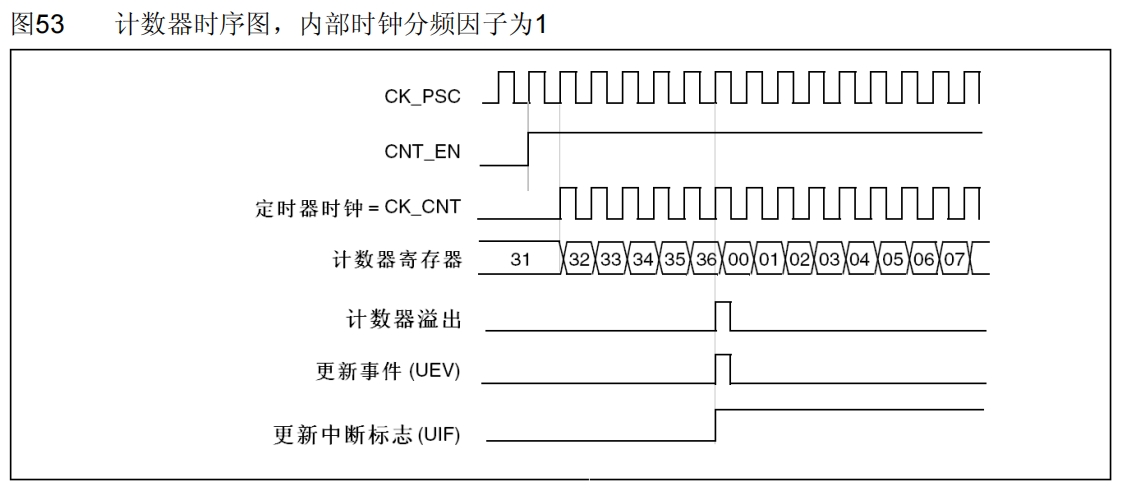 图53 计数器时序图，内部时钟分频因子为1
CK_PSC
CNT_EN
定时器时钟 = CK_CNT
计数器寄存器 31 32 33 34 35 36 00 01 02 03 04 05 06 07
计数器溢出
更新事件 (UEV)
更新中断标志 (UIF)